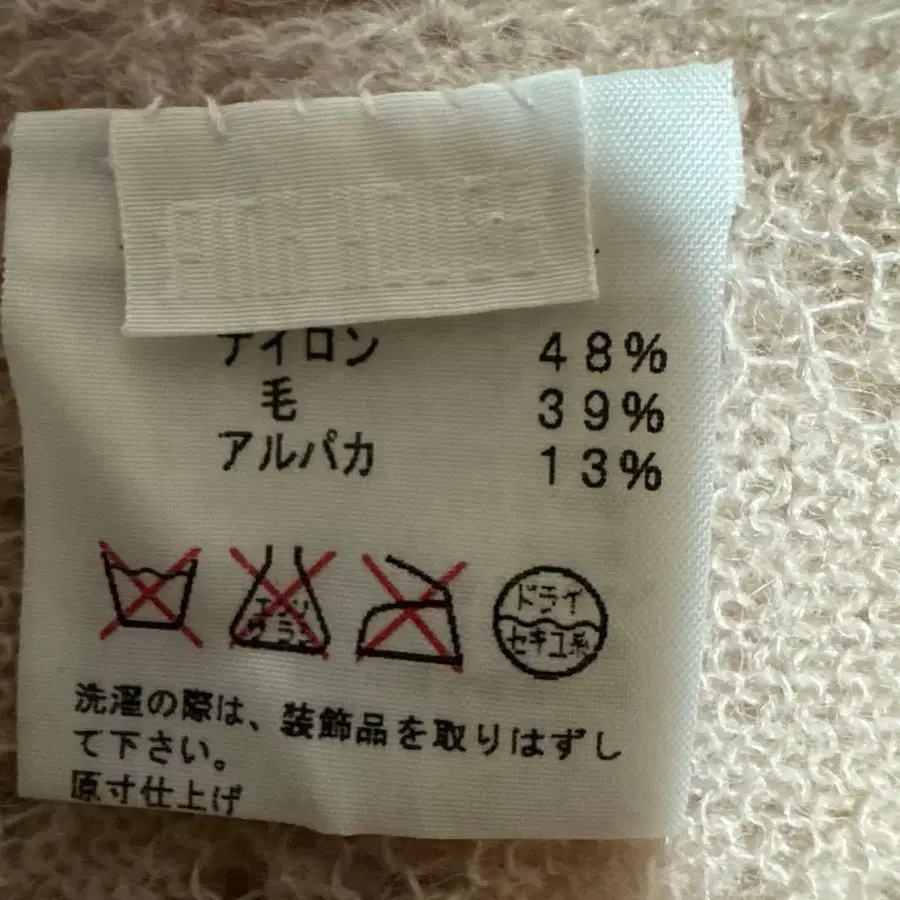 ナイロン 48%
毛 39%
アルパカ 13%
エンソ
サラシ
ドライ
セキユ系
洗濯の際は、装飾品を取りはずし
て下さい。
原寸仕上げ